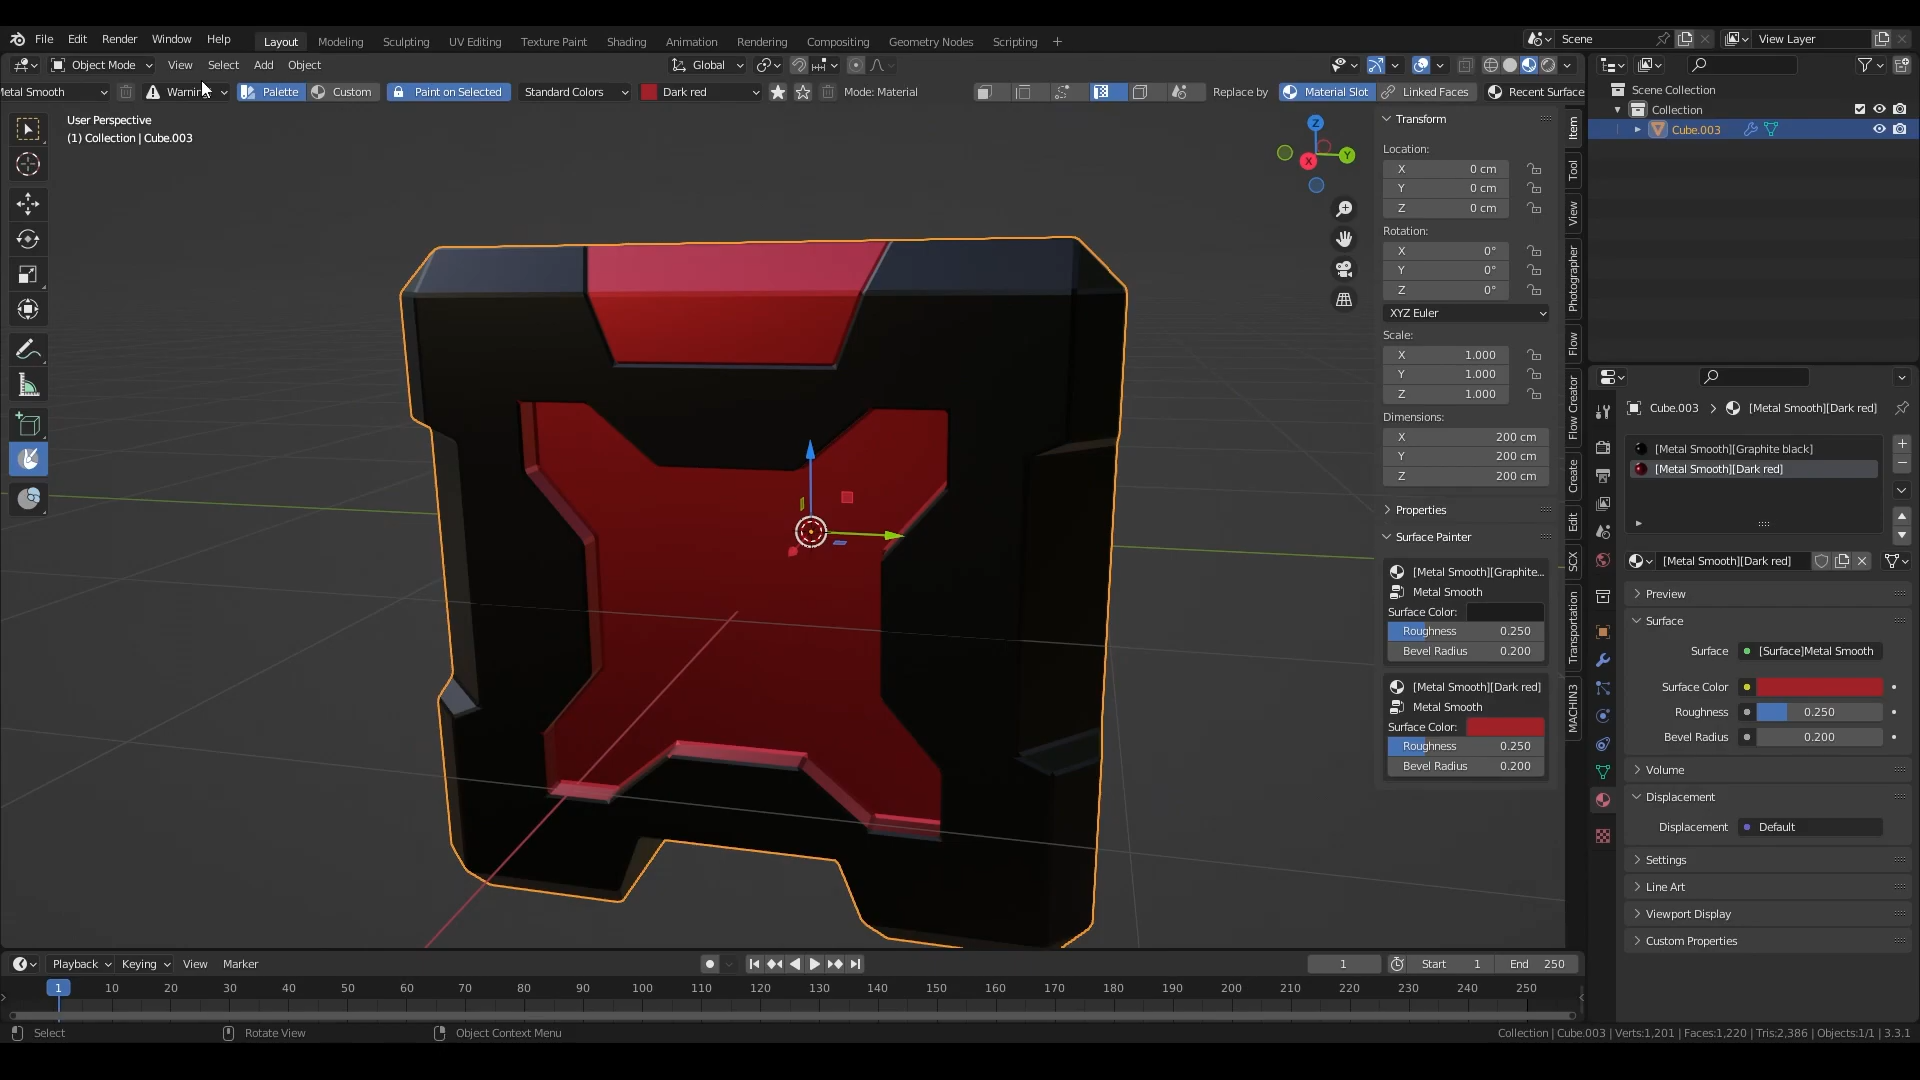 File Edit Render Window Help Layout Modeling Sculpting UV Editing Texture Paint Shading Animation Rendering Compositing Geometry Nodes Scripting + Scene View Layer
Object Mode View Select Add Object Global
etal Smooth Palette Custom Paint on Selected Standard Colors Dark red Mode: Material Replace by Material Slot Linked Faces Recent Surface
User Perspective
(1) Collection | Cube.003
Z
Y
X
Transform
Location:
X 0 cm
Y 0 cm
Z 0 cm
Rotation:
X 0°
Y 0°
Z 0°
XYZ Euler
Scale:
X 1.000
Y 1.000
Z 1.000
Dimensions:
X 200 cm
Y 200 cm
Z 200 cm
Properties
Surface Painter
[Metal Smooth][Graphite...
Metal Smooth
Surface Color:
Roughness 0.250
Bevel Radius 0.200
[Metal Smooth][Dark red]
Metal Smooth
Surface Color:
Roughness 0.250
Bevel Radius 0.200
Item
Tool
View
Photographer
Flow
Flow Creator
Create
Edit
SCX
Transportation
MACHIN3
Scene Collection
Collection
Cube.003
Cube.003 > [Metal Smooth][Dark red]
[Metal Smooth][Graphite black]
[Metal Smooth][Dark red]
[Metal Smooth][Dark red]
Preview
Surface
Surface [Surface]Metal Smooth
Surface Color
Roughness 0.250
Bevel Radius 0.200
Volume
Displacement
Displacement Default
Settings
Line Art
Viewport Display
Custom Properties
Playback Keying View Marker 1 Start 1 End 250
1 10 20 30 40 50 60 70 80 90 100 110 120 130 140 150 160 170 180 190 200 210 220 230 240 250
Select Rotate View Object Context Menu Collection | Cube.003 | Verts:1,201 | Faces:1,220 | Tris:2,386 | Objects:1/1 | 3.3.1